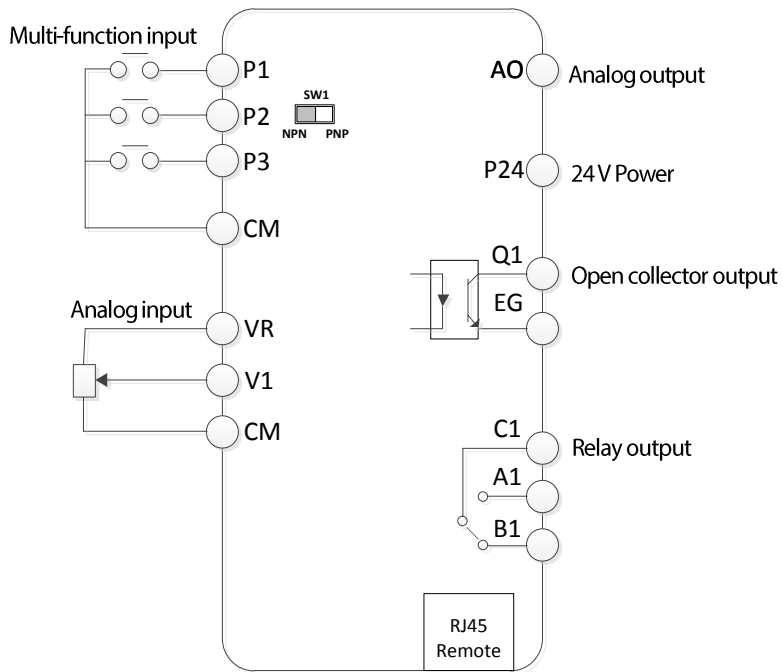 Multi-function input
P1
SW1
P2
NPN PNP
P3
CM
Analog input
VR
V1
CM
AO Analog output
P24 24 V Power
Q1
Open collector output
EG
C1
Relay output
A1
B1
RJ45
Remote